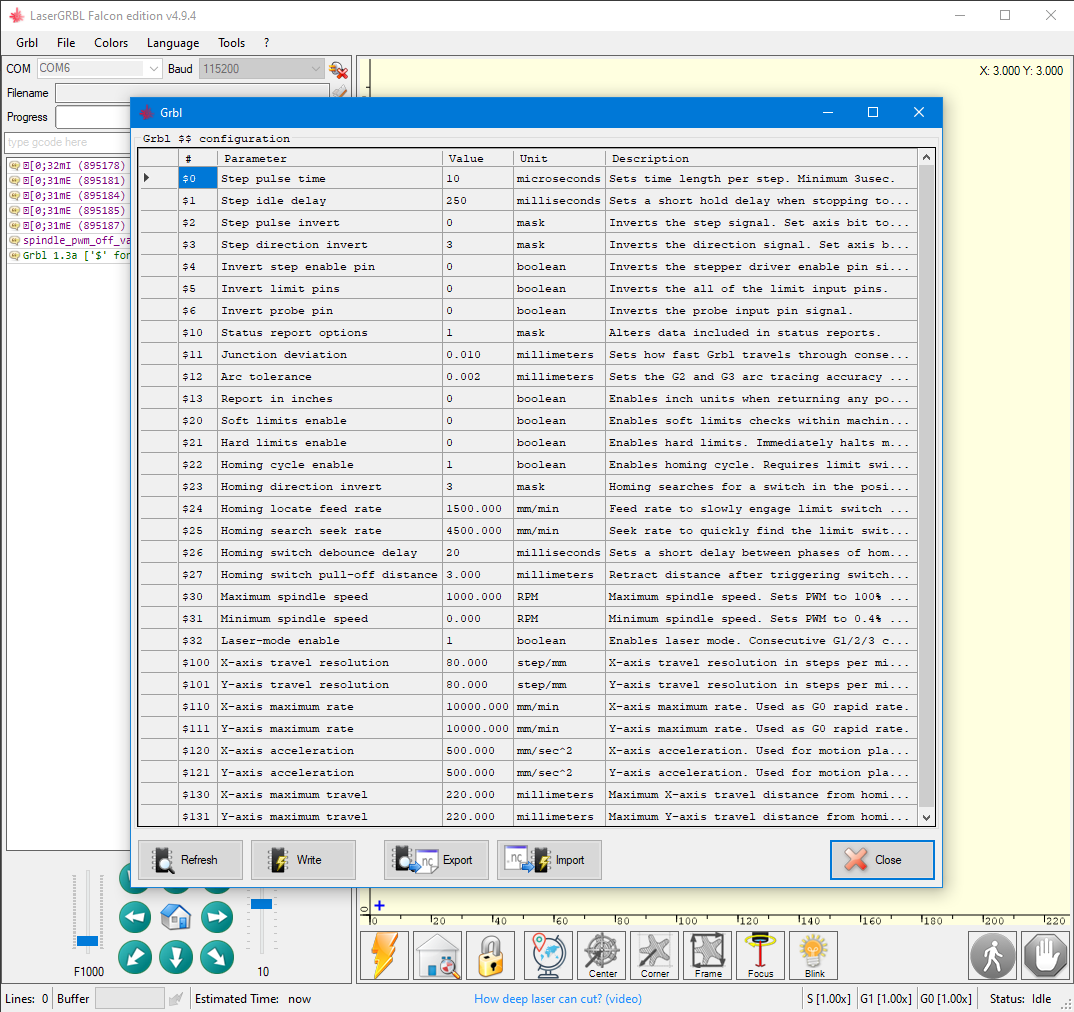 LaserGRBL Falcon edition v4.9.4
Grbl File Colors Language Tools ?
COM COM6 Baud 115200
X: 3.000 Y: 3.000
Filename
Progress
type gcode here
[0;32mI (895178)
[0;31mE (895181)
[0;31mE (895184)
[0;31mE (895185)
[0;31mE (895187)
spindle_pwm_off_va
Grbl 1.3a ['$' for
Grbl
Grbl $$ configuration
# Parameter Value Unit Description
$0 Step pulse time 10 microseconds Sets time length per step. Minimum 3usec.
$1 Step idle delay 250 milliseconds Sets a short hold delay when stopping to...
$2 Step pulse invert 0 mask Inverts the step signal. Set axis bit to...
$3 Step direction invert 3 mask Inverts the direction signal. Set axis b...
$4 Invert step enable pin 0 boolean Inverts the stepper driver enable pin si...
$5 Invert limit pins 0 boolean Inverts the all of the limit input pins.
$6 Invert probe pin 0 boolean Inverts the probe input pin signal.
$10 Status report options 1 mask Alters data included in status reports.
$11 Junction deviation 0.010 millimeters Sets how fast Grbl travels through conse...
$12 Arc tolerance 0.002 millimeters Sets the G2 and G3 arc tracing accuracy ...
$13 Report in inches 0 boolean Enables inch units when returning any po...
$20 Soft limits enable 0 boolean Enables soft limits checks within machin...
$21 Hard limits enable 0 boolean Enables hard limits. Immediately halts m...
$22 Homing cycle enable 1 boolean Enables homing cycle. Requires limit swi...
$23 Homing direction invert 3 mask Homing searches for a switch in the posi...
$24 Homing locate feed rate 1500.000 mm/min Feed rate to slowly engage limit switch ...
$25 Homing search seek rate 4500.000 mm/min Seek rate to quickly find the limit swit...
$26 Homing switch debounce delay 20 milliseconds Sets a short delay between phases of hom...
$27 Homing switch pull-off distance 3.000 millimeters Retract distance after triggering switch...
$30 Maximum spindle speed 1000.000 RPM Maximum spindle speed. Sets PWM to 100% ...
$31 Minimum spindle speed 0.000 RPM Minimum spindle speed. Sets PWM to 0.4% ...
$32 Laser-mode enable 1 boolean Enables laser mode. Consecutive G1/2/3 c...
$100 X-axis travel resolution 80.000 step/mm X-axis travel resolution in steps per mi...
$101 Y-axis travel resolution 80.000 step/mm Y-axis travel resolution in steps per mi...
$110 X-axis maximum rate 10000.000 mm/min X-axis maximum rate. Used as G0 rapid rate.
$111 Y-axis maximum rate 10000.000 mm/min Y-axis maximum rate. Used as G0 rapid rate.
$120 X-axis acceleration 500.000 mm/sec^2 X-axis acceleration. Used for motion pla...
$121 Y-axis acceleration 500.000 mm/sec^2 Y-axis acceleration. Used for motion pla...
$130 X-axis maximum travel 220.000 millimeters Maximum X-axis travel distance from homi...
$131 Y-axis maximum travel 220.000 millimeters Maximum Y-axis travel distance from homi...
Refresh Write Export Import Close
0
0 20 40 60 80 100 120 140 160 180 200 220
F1000 10
Center Corner Frame Focus Blink
Lines: 0 Buffer Estimated Time: now How deep laser can cut? (video) S [1.00x] G1 [1.00x] G0 [1.00x] Status: Idle